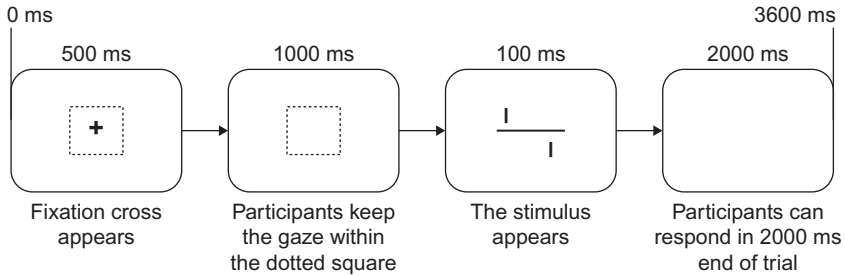 0 ms
3600 ms
500 ms
1000 ms
100 ms
2000 ms
Fixation cross
appears
Participants keep
the gaze within
the dotted square
The stimulus
appears
Participants can
respond in 2000 ms
end of trial